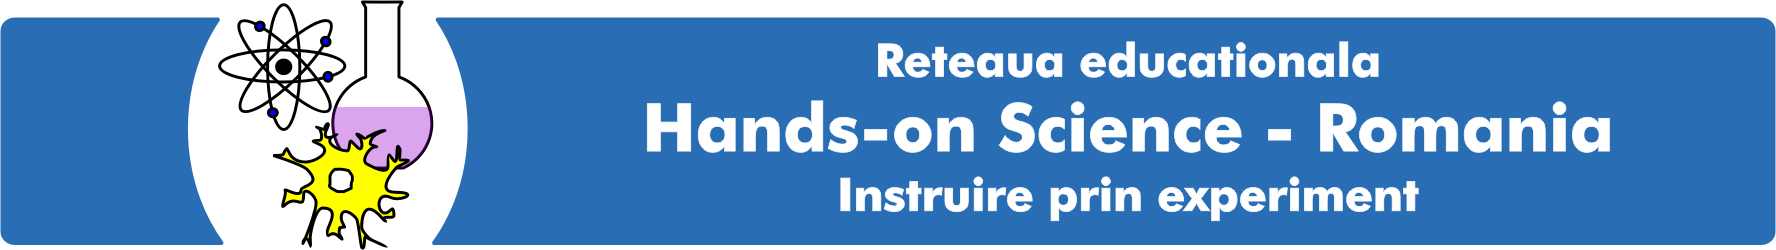 Reteaua educationala
Hands-on Science - Romania
Instruire prin experiment